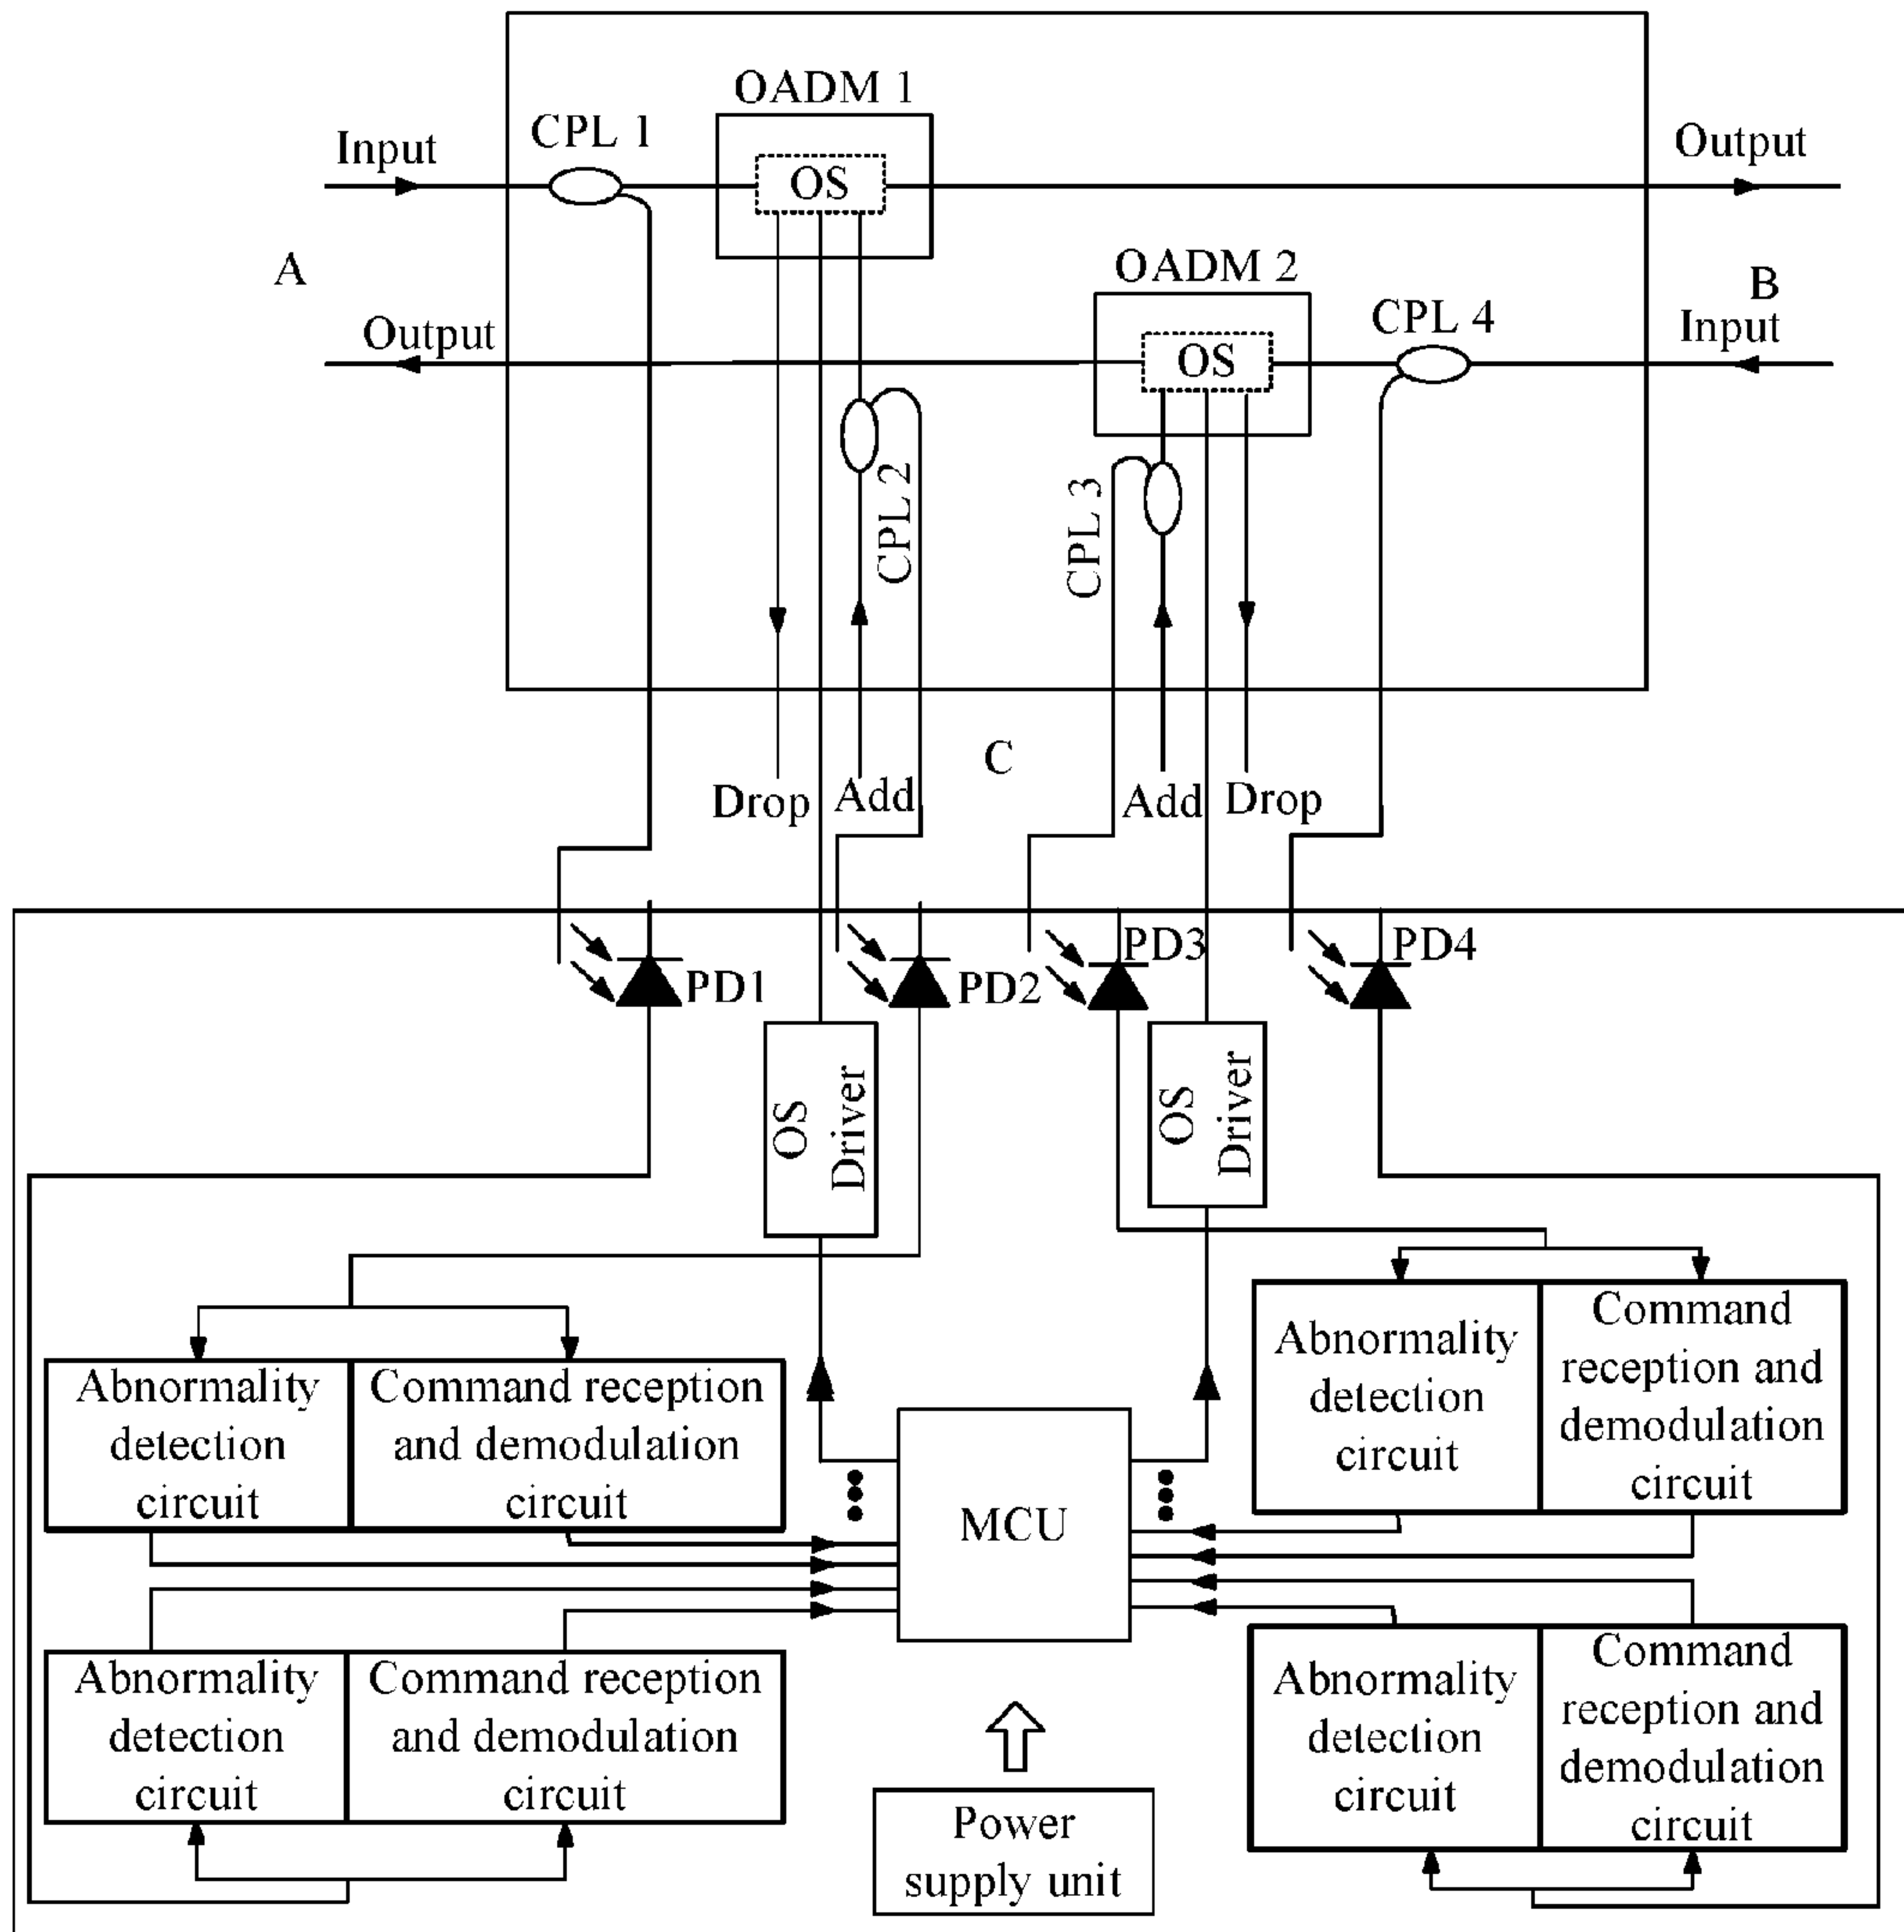 OADM 1
CPL 1
Input
OS
Output
A
OADM 2
B
CPL 4
Output
Input
OS
CPL 2
CPL 3
C
Drop
Add
Add
Drop
PD1
PD2
PD3
PD4
OS
Driver
OS
Driver
Abnormality
detection
circuit
Command reception
and demodulation
circuit
Abnormality
detection
circuit
Command
reception and
demodulation
circuit
MCU
Abnormality
detection
circuit
Command reception
and demodulation
circuit
Abnormality
detection
circuit
Command
reception and
demodulation
circuit
Power
supply unit